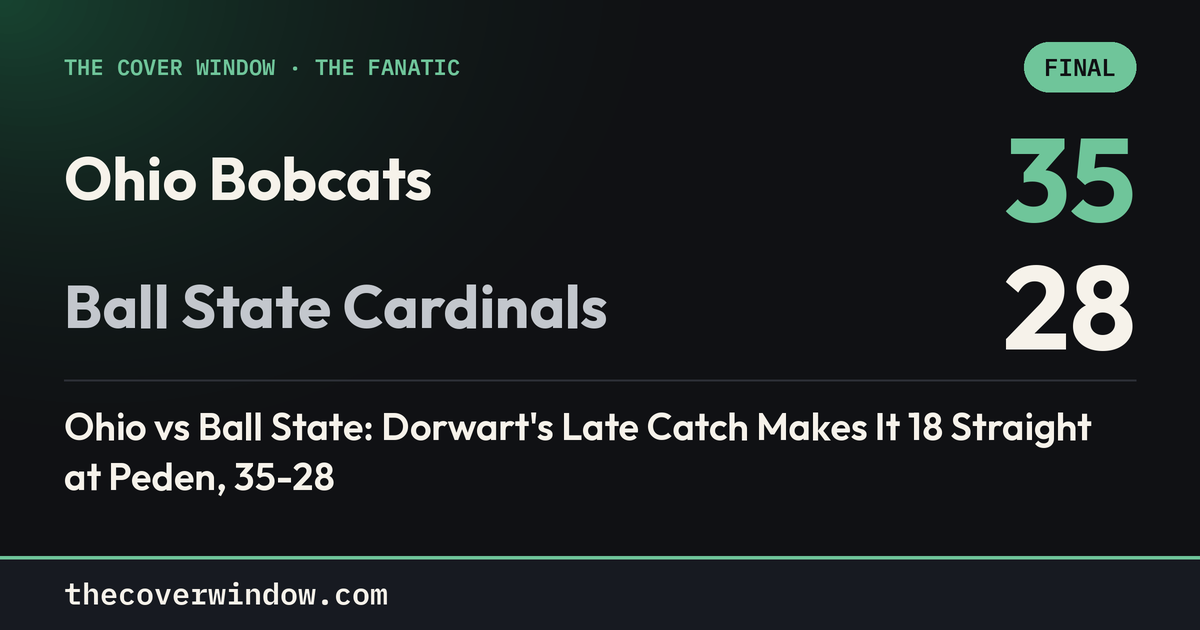 THE COVER WINDOW · THE FANATIC
FINAL
Ohio Bobcats
35
Ball State Cardinals
28
Ohio vs Ball State: Dorwart's Late Catch Makes It 18 Straight
at Peden, 35-28
thecoverwindow.com